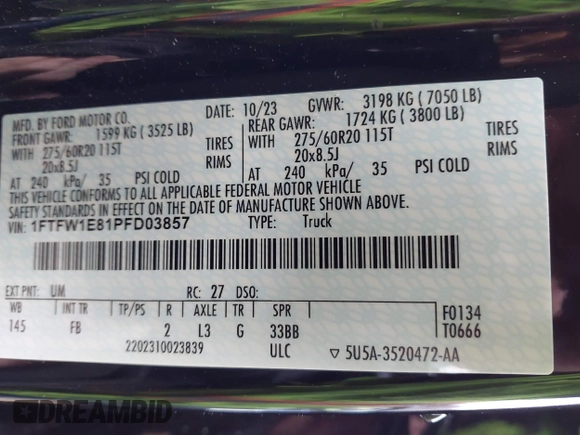 MFD. BY FORD MOTOR CO. DATE: 10/23 GVWR: 3198 KG ( 7050 LB)
FRONT GAWR: 1599 KG ( 3525 LB) REAR GAWR: 1724 KG ( 3800 LB)
WITH 275/60R20 115T TIRES WITH 275/60R20 115T TIRES
20x8.5J RIMS 20x8.5J RIMS
AT 240 kPa/ 35 PSI COLD AT 240 kPa/ 35 PSI COLD
THIS VEHICLE CONFORMS TO ALL APPLICABLE FEDERAL MOTOR VEHICLE
SAFETY STANDARDS IN EFFECT ON THE DATE OF MANUFACTURE SHOWN ABOVE.
VIN: 1FTFW1E81PFD03857 TYPE: Truck
EXT PNT: UM RC: 27 DSO:
WB INT TR TP/PS R AXLE TR SPR F0134
145 FB 2 L3 G 33BB T0666
2202310023839 ULC ▽ 5U5A-3520472-AA
DREAMBID